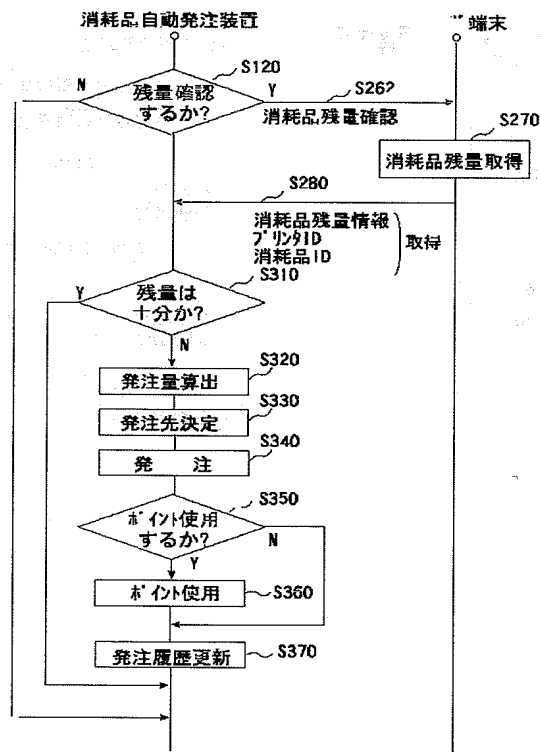 消耗品自動発注装置
端末
S120
N
残量確認
するか?
Y
S262
消耗品残量確認
S270
消耗品残量取得
S280
消耗品残量情報
プリンタID
消耗品ID
取得
S310
Y
残量は
十分か?
N
S320
発注量算出
S330
発注先決定
S340
発 注
S350
ポイント使用
するか?
N
Y
ポイント使用
S360
発注履歴更新
S370